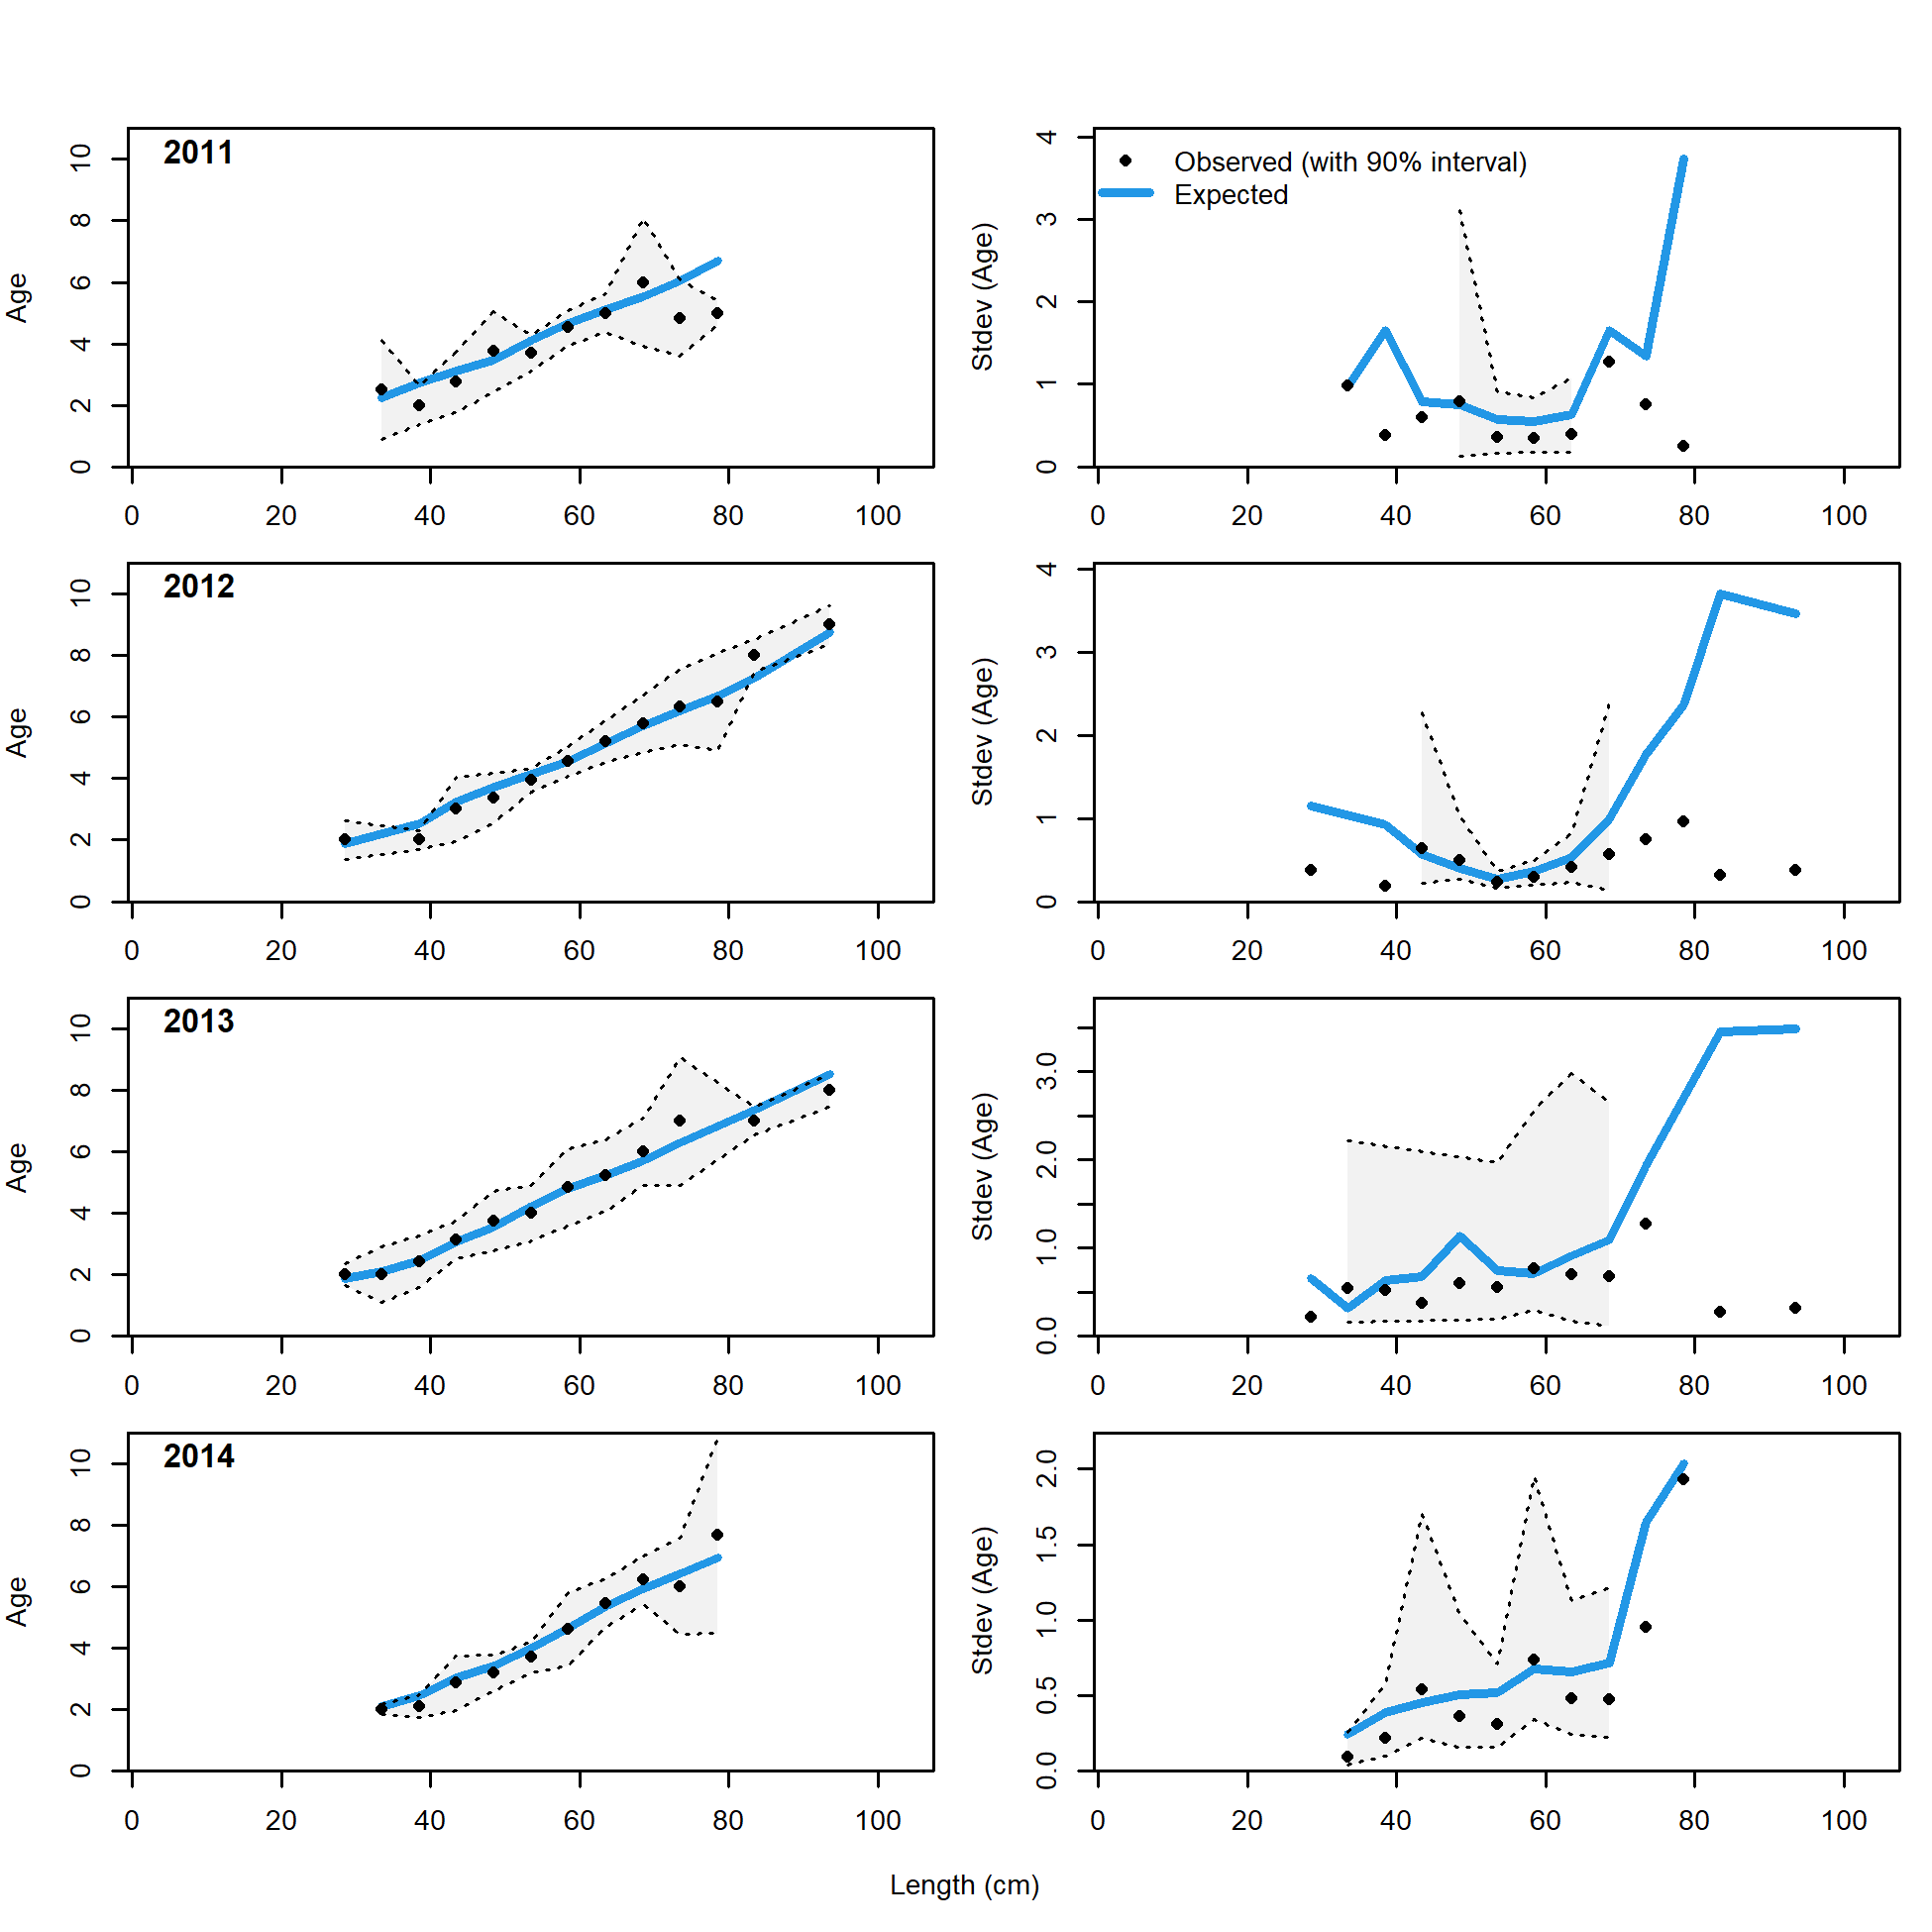 2011
Age
0 2 4 6 8 10
0 20 40 60 80 100
Observed (with 90% interval)
Expected
Stdev (Age)
0 1 2 3 4
0 20 40 60 80 100
2012
Age
0 2 4 6 8 10
0 20 40 60 80 100
Stdev (Age)
0 1 2 3 4
0 20 40 60 80 100
2013
Age
0 2 4 6 8 10
0 20 40 60 80 100
Stdev (Age)
0.0 1.0 2.0 3.0
0 20 40 60 80 100
2014
Age
0 2 4 6 8 10
0 20 40 60 80 100
Stdev (Age)
0.0 0.5 1.0 1.5 2.0
0 20 40 60 80 100
Length (cm)